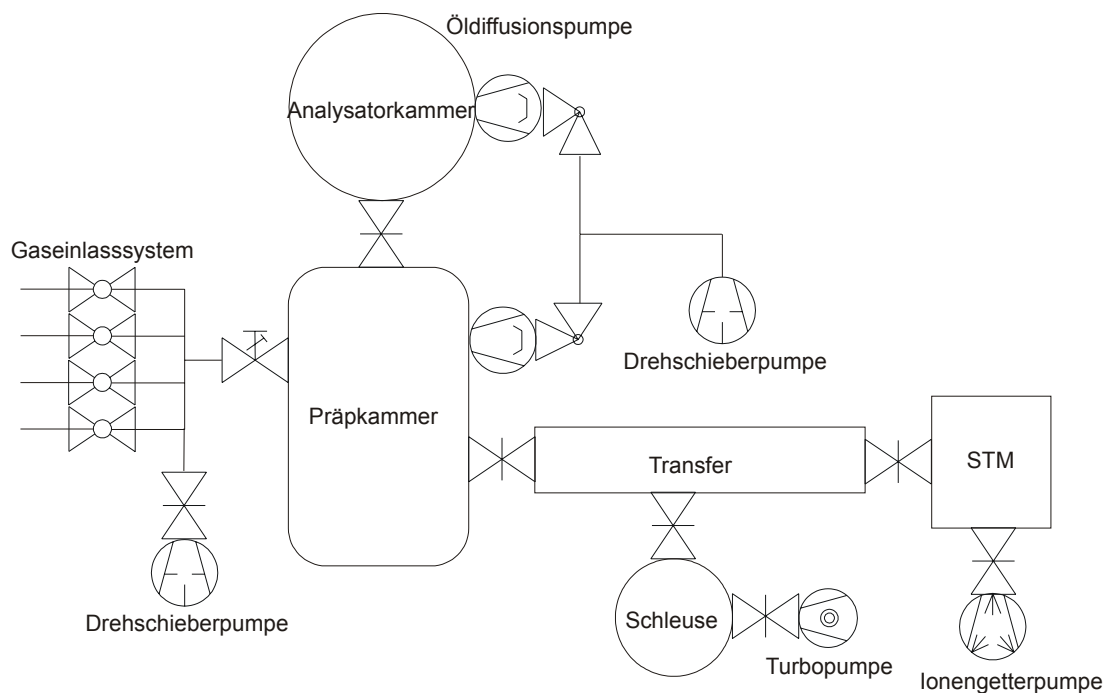 Öldiffusionspumpe
Analysatorkammer
Gaseinlasssystem
Drehschieberpumpe
Präpkammer
Transfer
STM
Drehschieberpumpe
Schleuse
Turbopumpe
Ionengetterpumpe